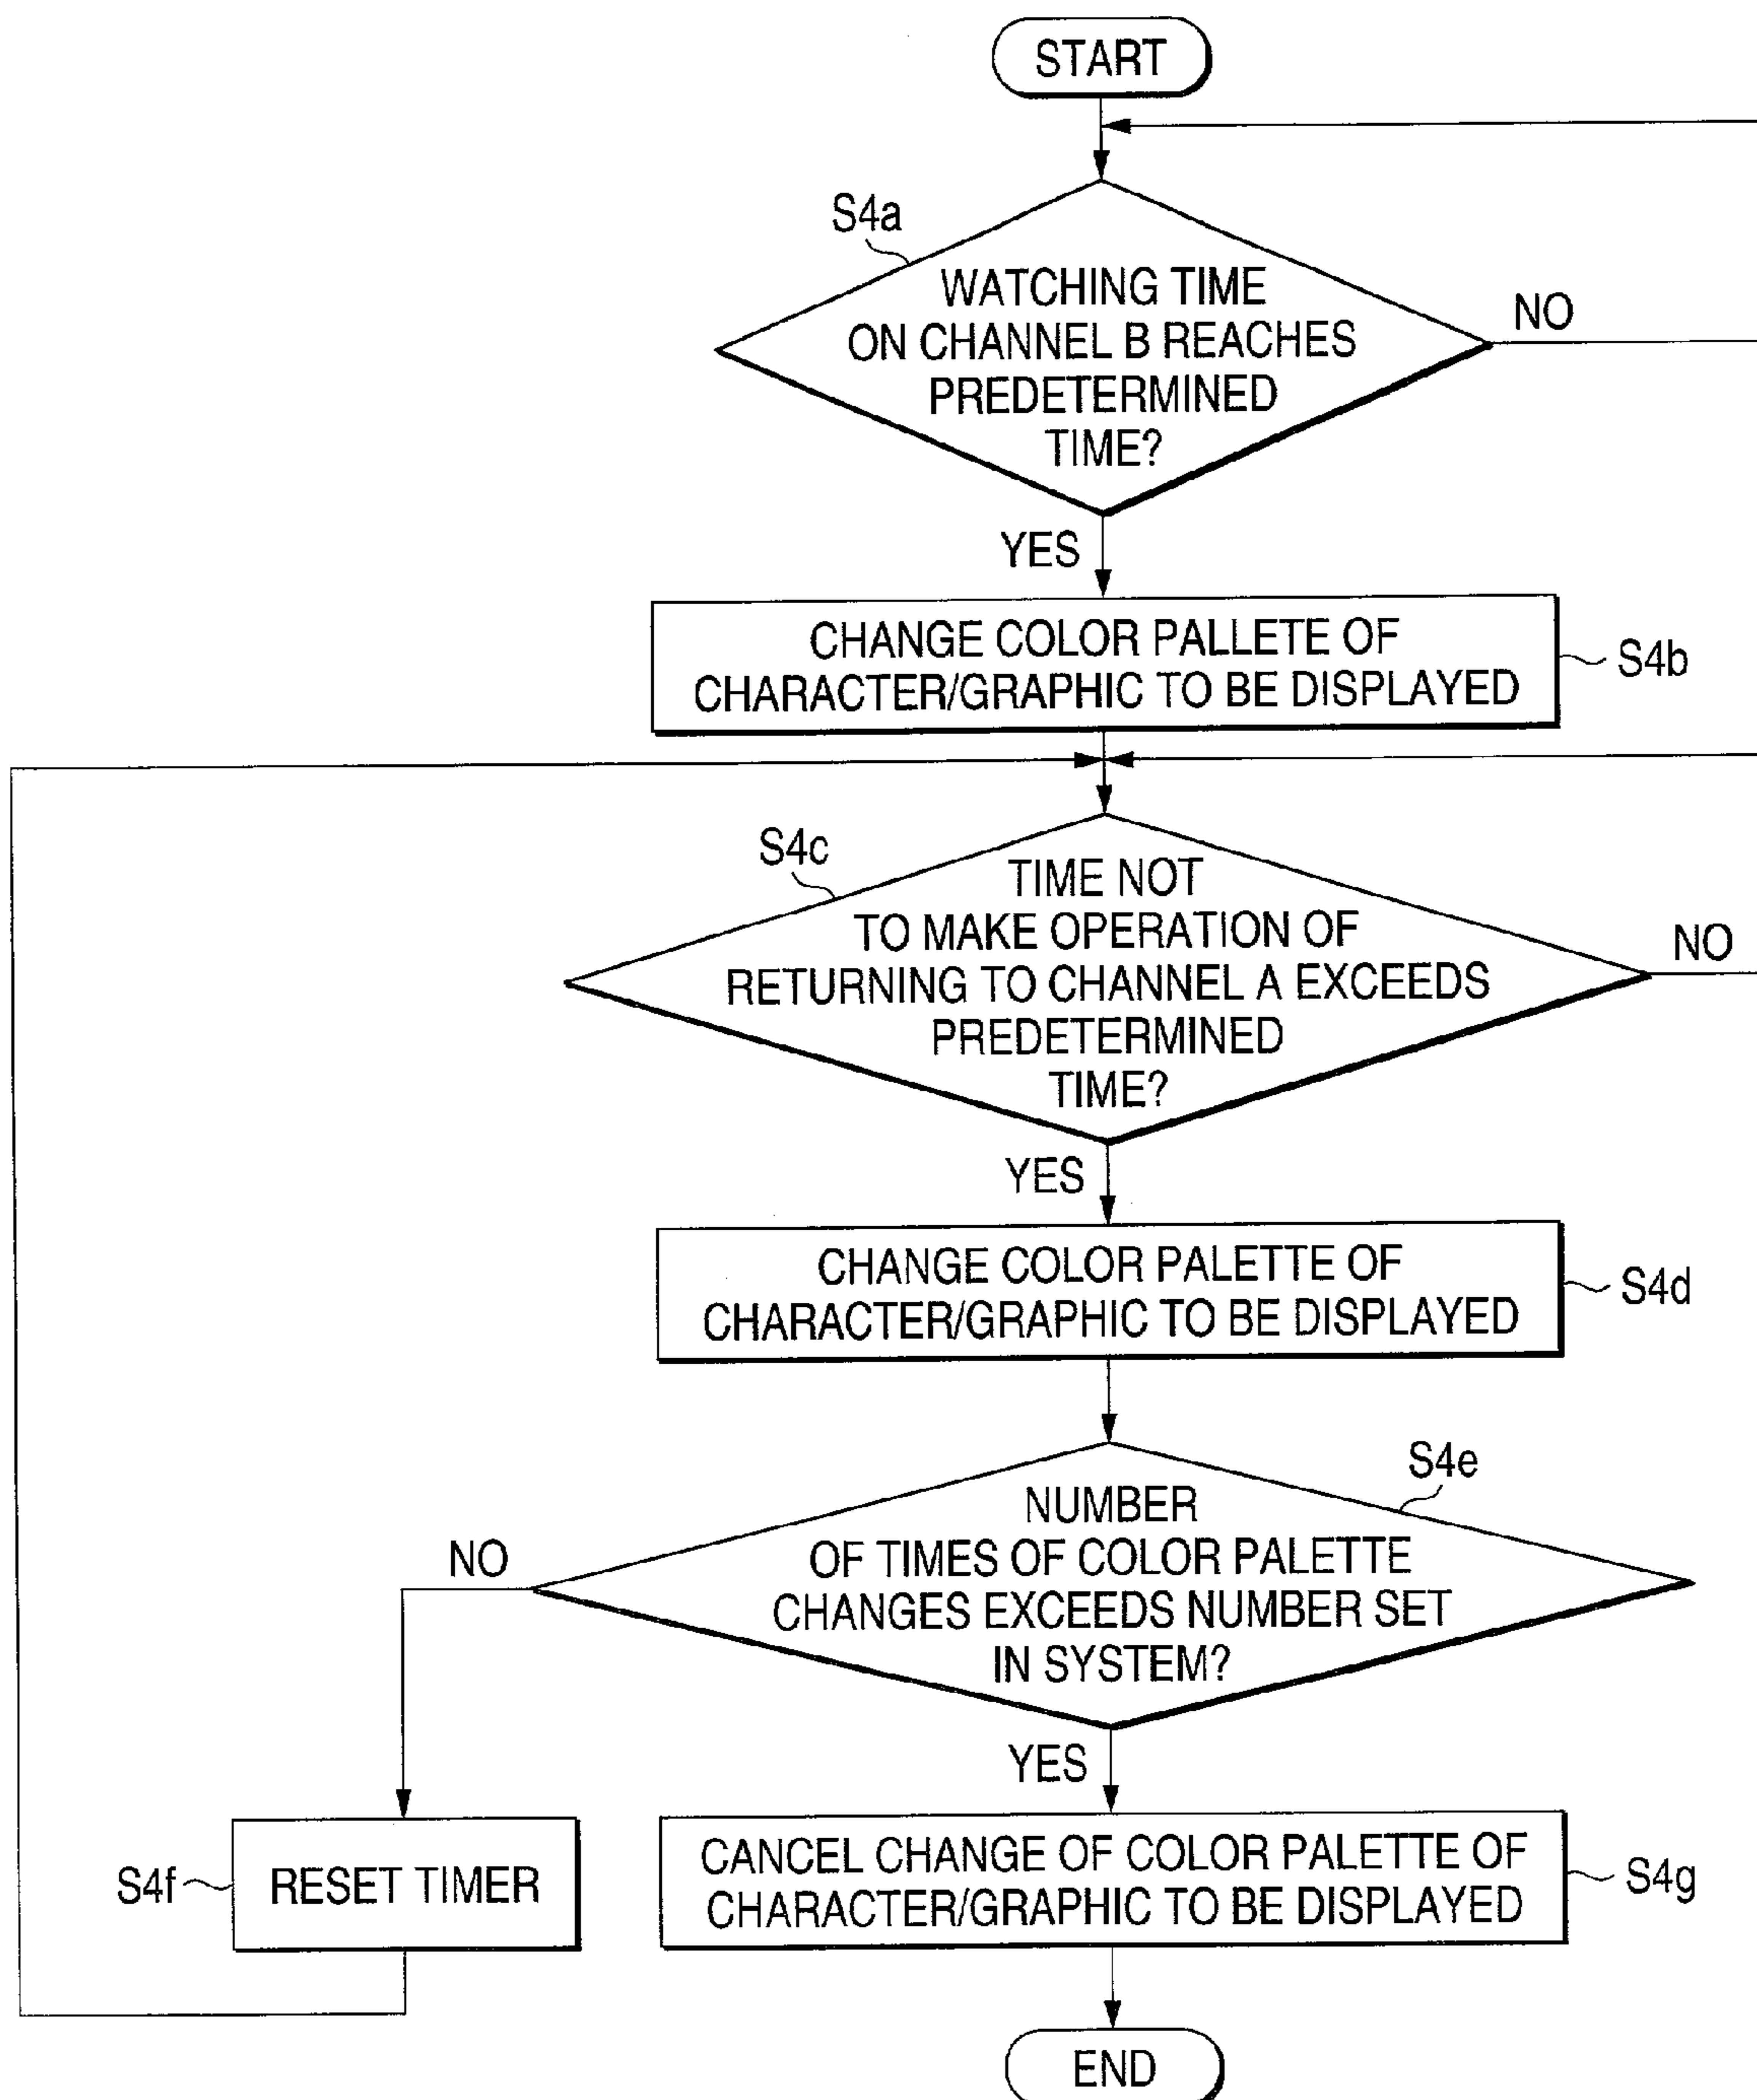 START
S4a
WATCHING TIME
ON CHANNEL B REACHES
PREDETERMINED
TIME?
NO
YES
CHANGE COLOR PALLETE OF
CHARACTER/GRAPHIC TO BE DISPLAYED
S4b
S4c
TIME NOT
TO MAKE OPERATION OF
RETURNING TO CHANNEL A EXCEEDS
PREDETERMINED
TIME?
NO
YES
CHANGE COLOR PALETTE OF
CHARACTER/GRAPHIC TO BE DISPLAYED
S4d
S4e
NUMBER
OF TIMES OF COLOR PALETTE
CHANGES EXCEEDS NUMBER SET
IN SYSTEM?
NO
YES
S4f
RESET TIMER
CANCEL CHANGE OF COLOR PALETTE OF
CHARACTER/GRAPHIC TO BE DISPLAYED
S4g
END